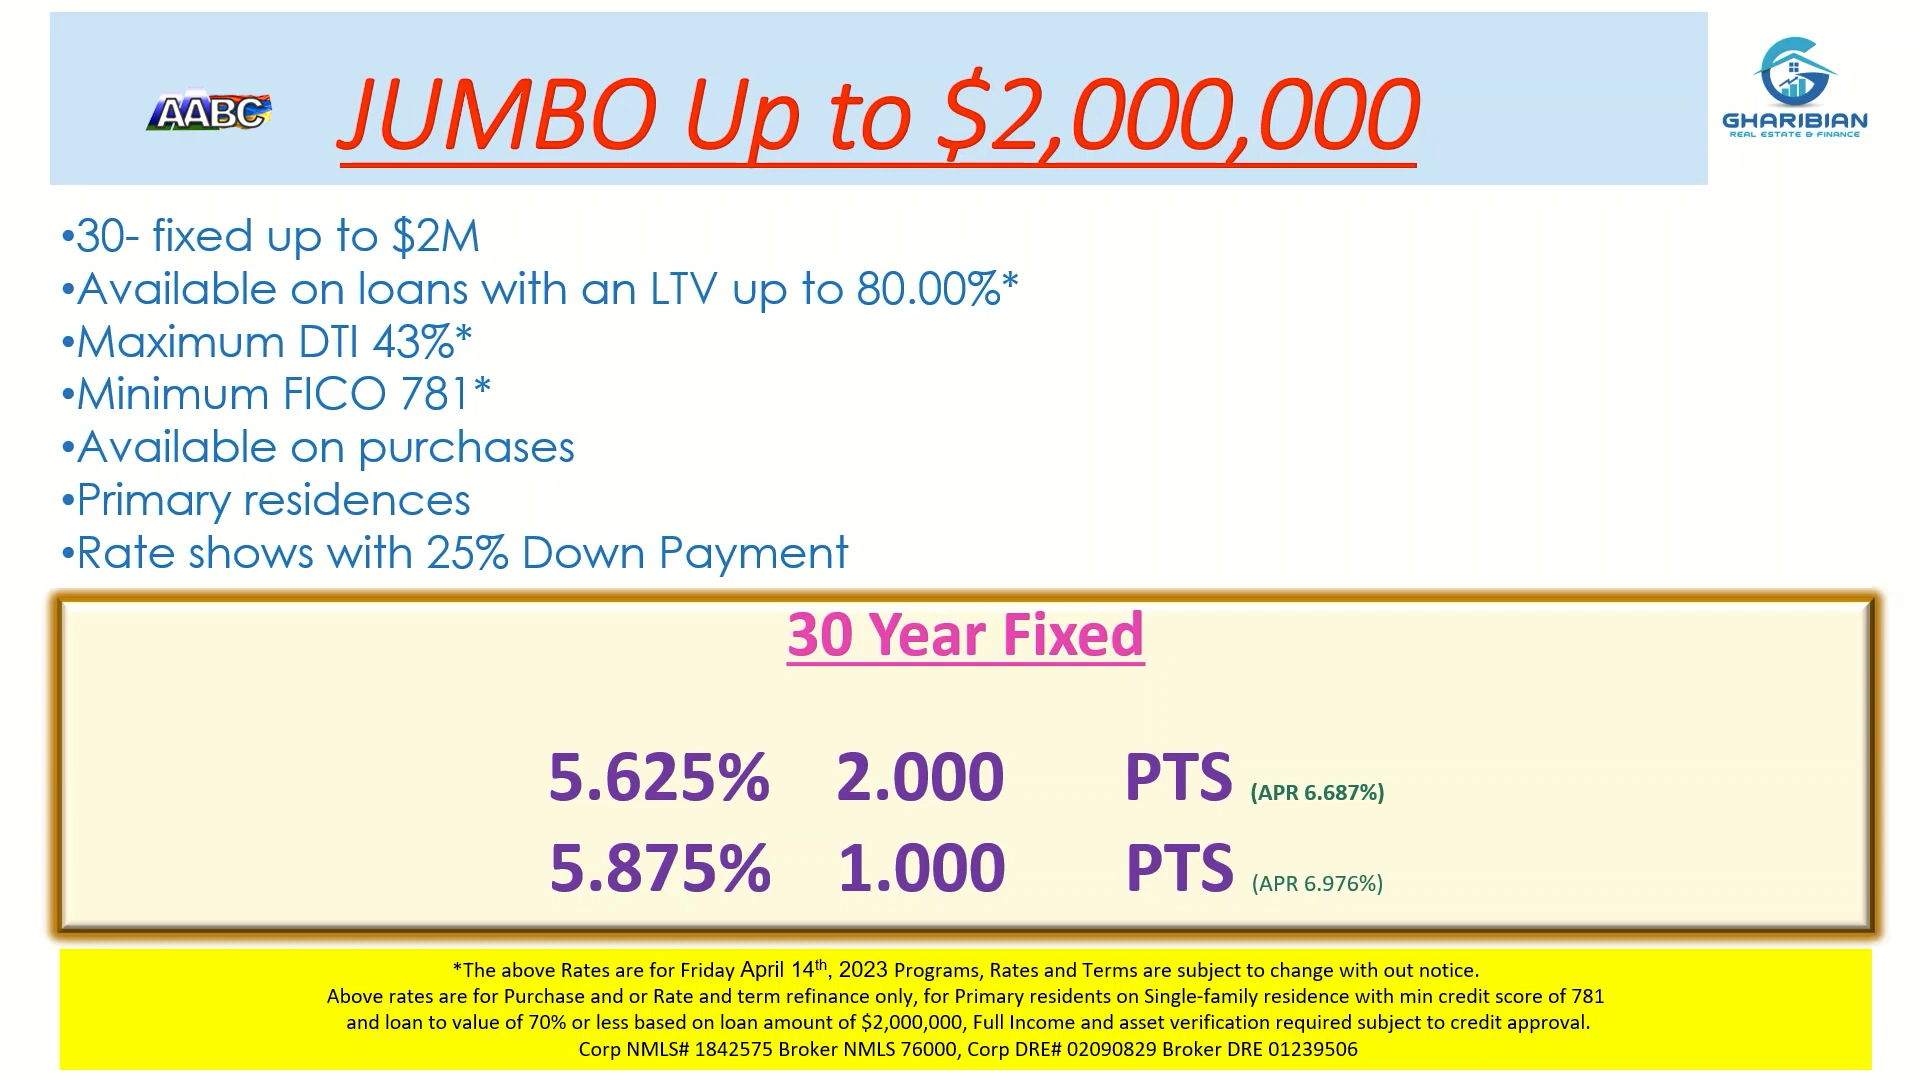 AABC
JUMBO Up to $2,000,000
GHARIBIAN
REAL ESTATE & FINANCE
•30- fixed up to $2M
•Available on loans with an LTV up to 80.00%*
•Maximum DTI 43%*
•Minimum FICO 781*
•Available on purchases
•Primary residences
•Rate shows with 25% Down Payment
30 Year Fixed
5.625% 2.000 PTS (APR 6.687%)
5.875% 1.000 PTS (APR 6.976%)
*The above Rates are for Friday April 14th, 2023 Programs, Rates and Terms are subject to change with out notice.
Above rates are for Purchase and or Rate and term refinance only, for Primary residents on Single-family residence with min credit score of 781
and loan to value of 70% or less based on loan amount of $2,000,000, Full Income and asset verification required subject to credit approval.
Corp NMLS# 1842575 Broker NMLS 76000, Corp DRE# 02090829 Broker DRE 01239506